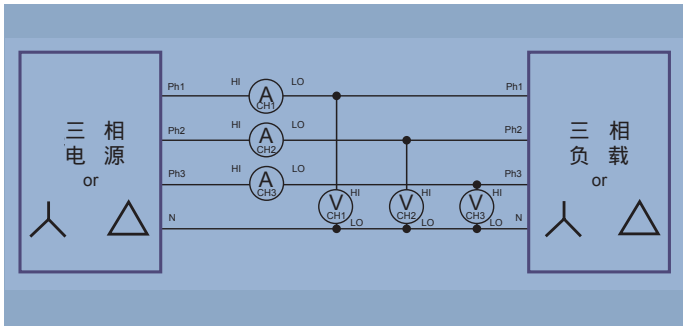 Ph1 HI A LO Ph1
CH1
三 相
电 源
or
Ph2 HI A LO Ph2
CH2
三 相
负 载
or
Ph3 HI A LO Ph3
CH3
V HI V HI V HI
CH1 CH2 CH3
N LO LO LO N